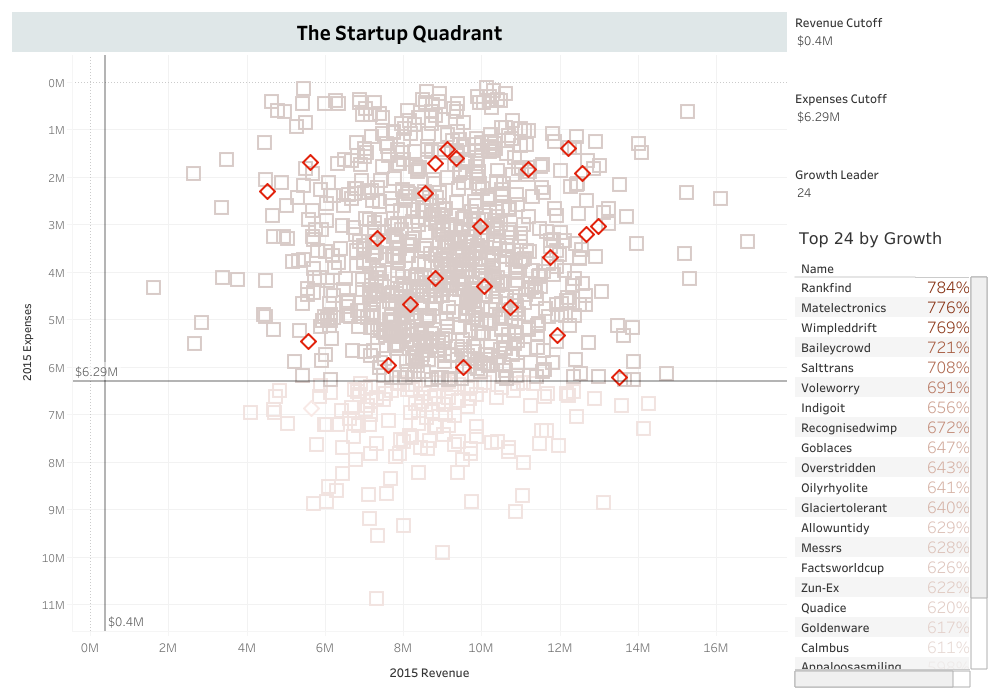 The Startup Quadrant
Revenue Cutoff
$0.4M
Expenses Cutoff
$6.29M
Growth Leader
24
Top 24 by Growth
Name
Rankfind 784%
Matelectronics 776%
Wimpleddrift 769%
Baileycrowd 721%
Salttrans 708%
Voleworry 691%
Indigoit 656%
Recognisedwimp 672%
Goblaces 647%
Overstridden 643%
Oilyrhyolite 641%
Glaciertolerant 640%
Allowuntidy 629%
Messrs 628%
Factsworldcup 626%
Zun-Ex 622%
Quadice 620%
Goldenware 617%
Calmbus 611%
Appaloosasmiling
2015 Expenses
0M
1M
2M
3M
4M
5M
6M
$6.29M
7M
8M
9M
10M
11M
$0.4M
0M 2M 4M 6M 8M 10M 12M 14M 16M
2015 Revenue